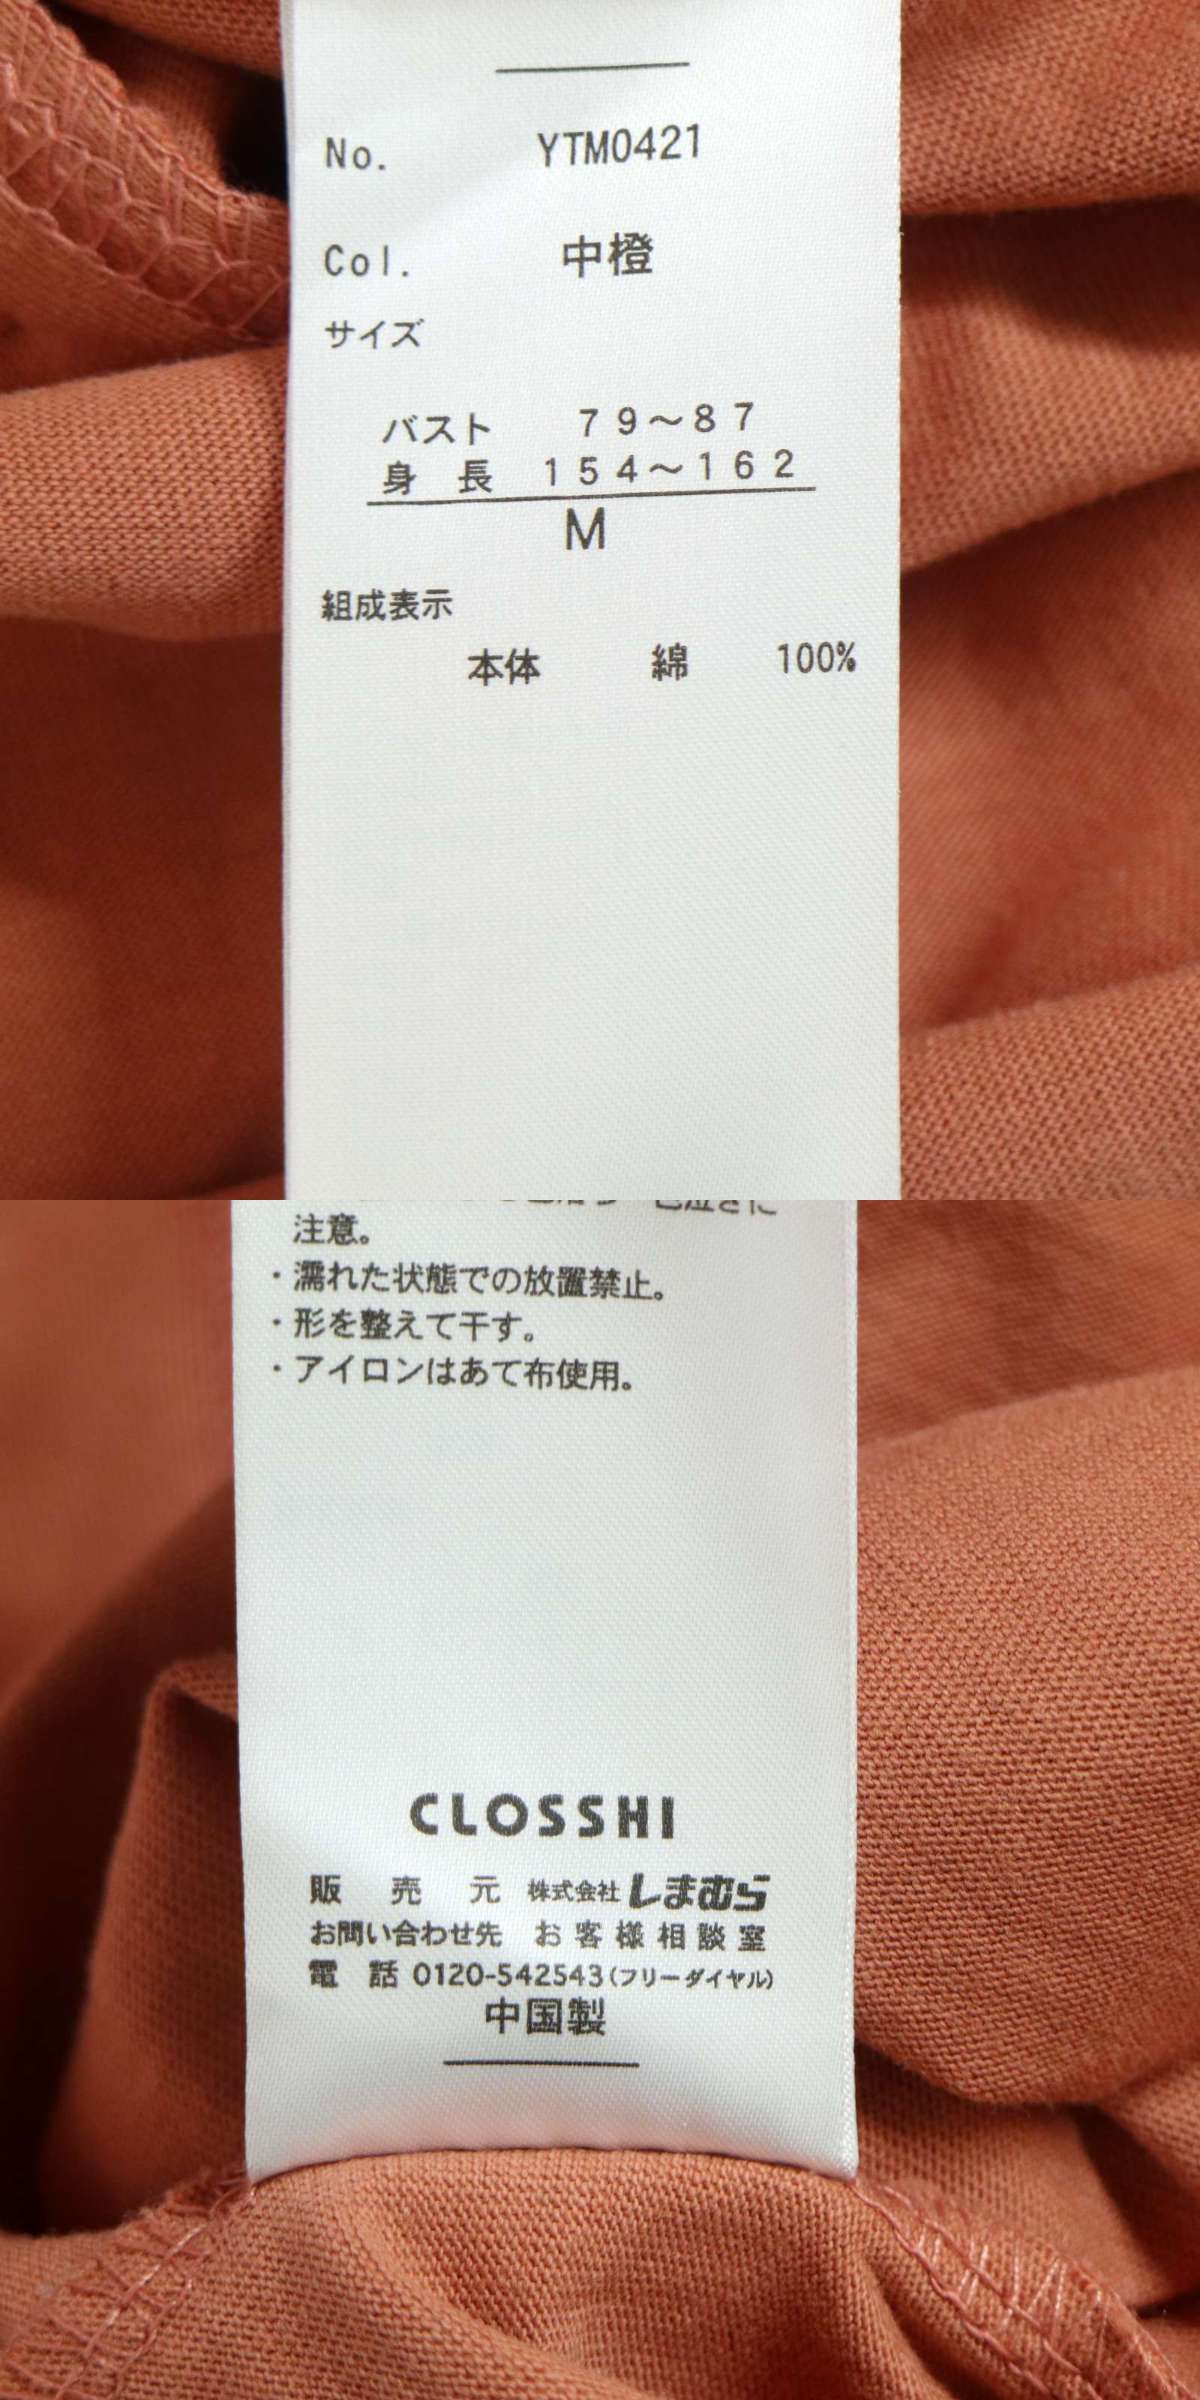 No. YTM0421
Col. 中橙
サイズ
バスト 79～87
身長 154～162
M
組成表示
本体 綿 100%
注意。
・濡れた状態での放置禁止。
・形を整えて干す。
・アイロンはあて布使用。
CLOSSHI
販売元 株式会社しまむら
お問い合わせ先 お客様相談室
電話 0120-542543(フリーダイヤル)
中国製